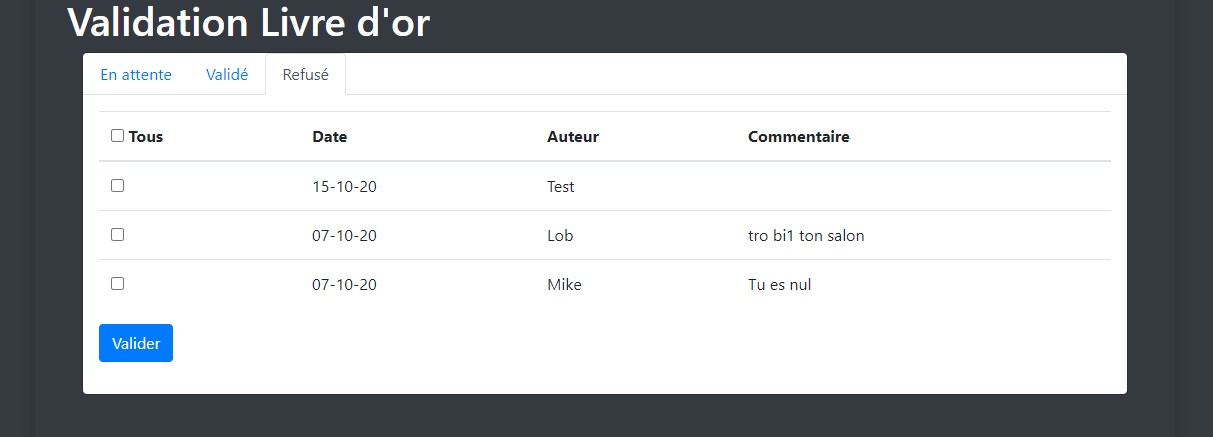 Validation Livre d'or
En attente Validé Refusé
Tous Date Auteur Commentaire
15-10-20 Test
07-10-20 Lob tro bi1 ton salon
07-10-20 Mike Tu es nul
Valider